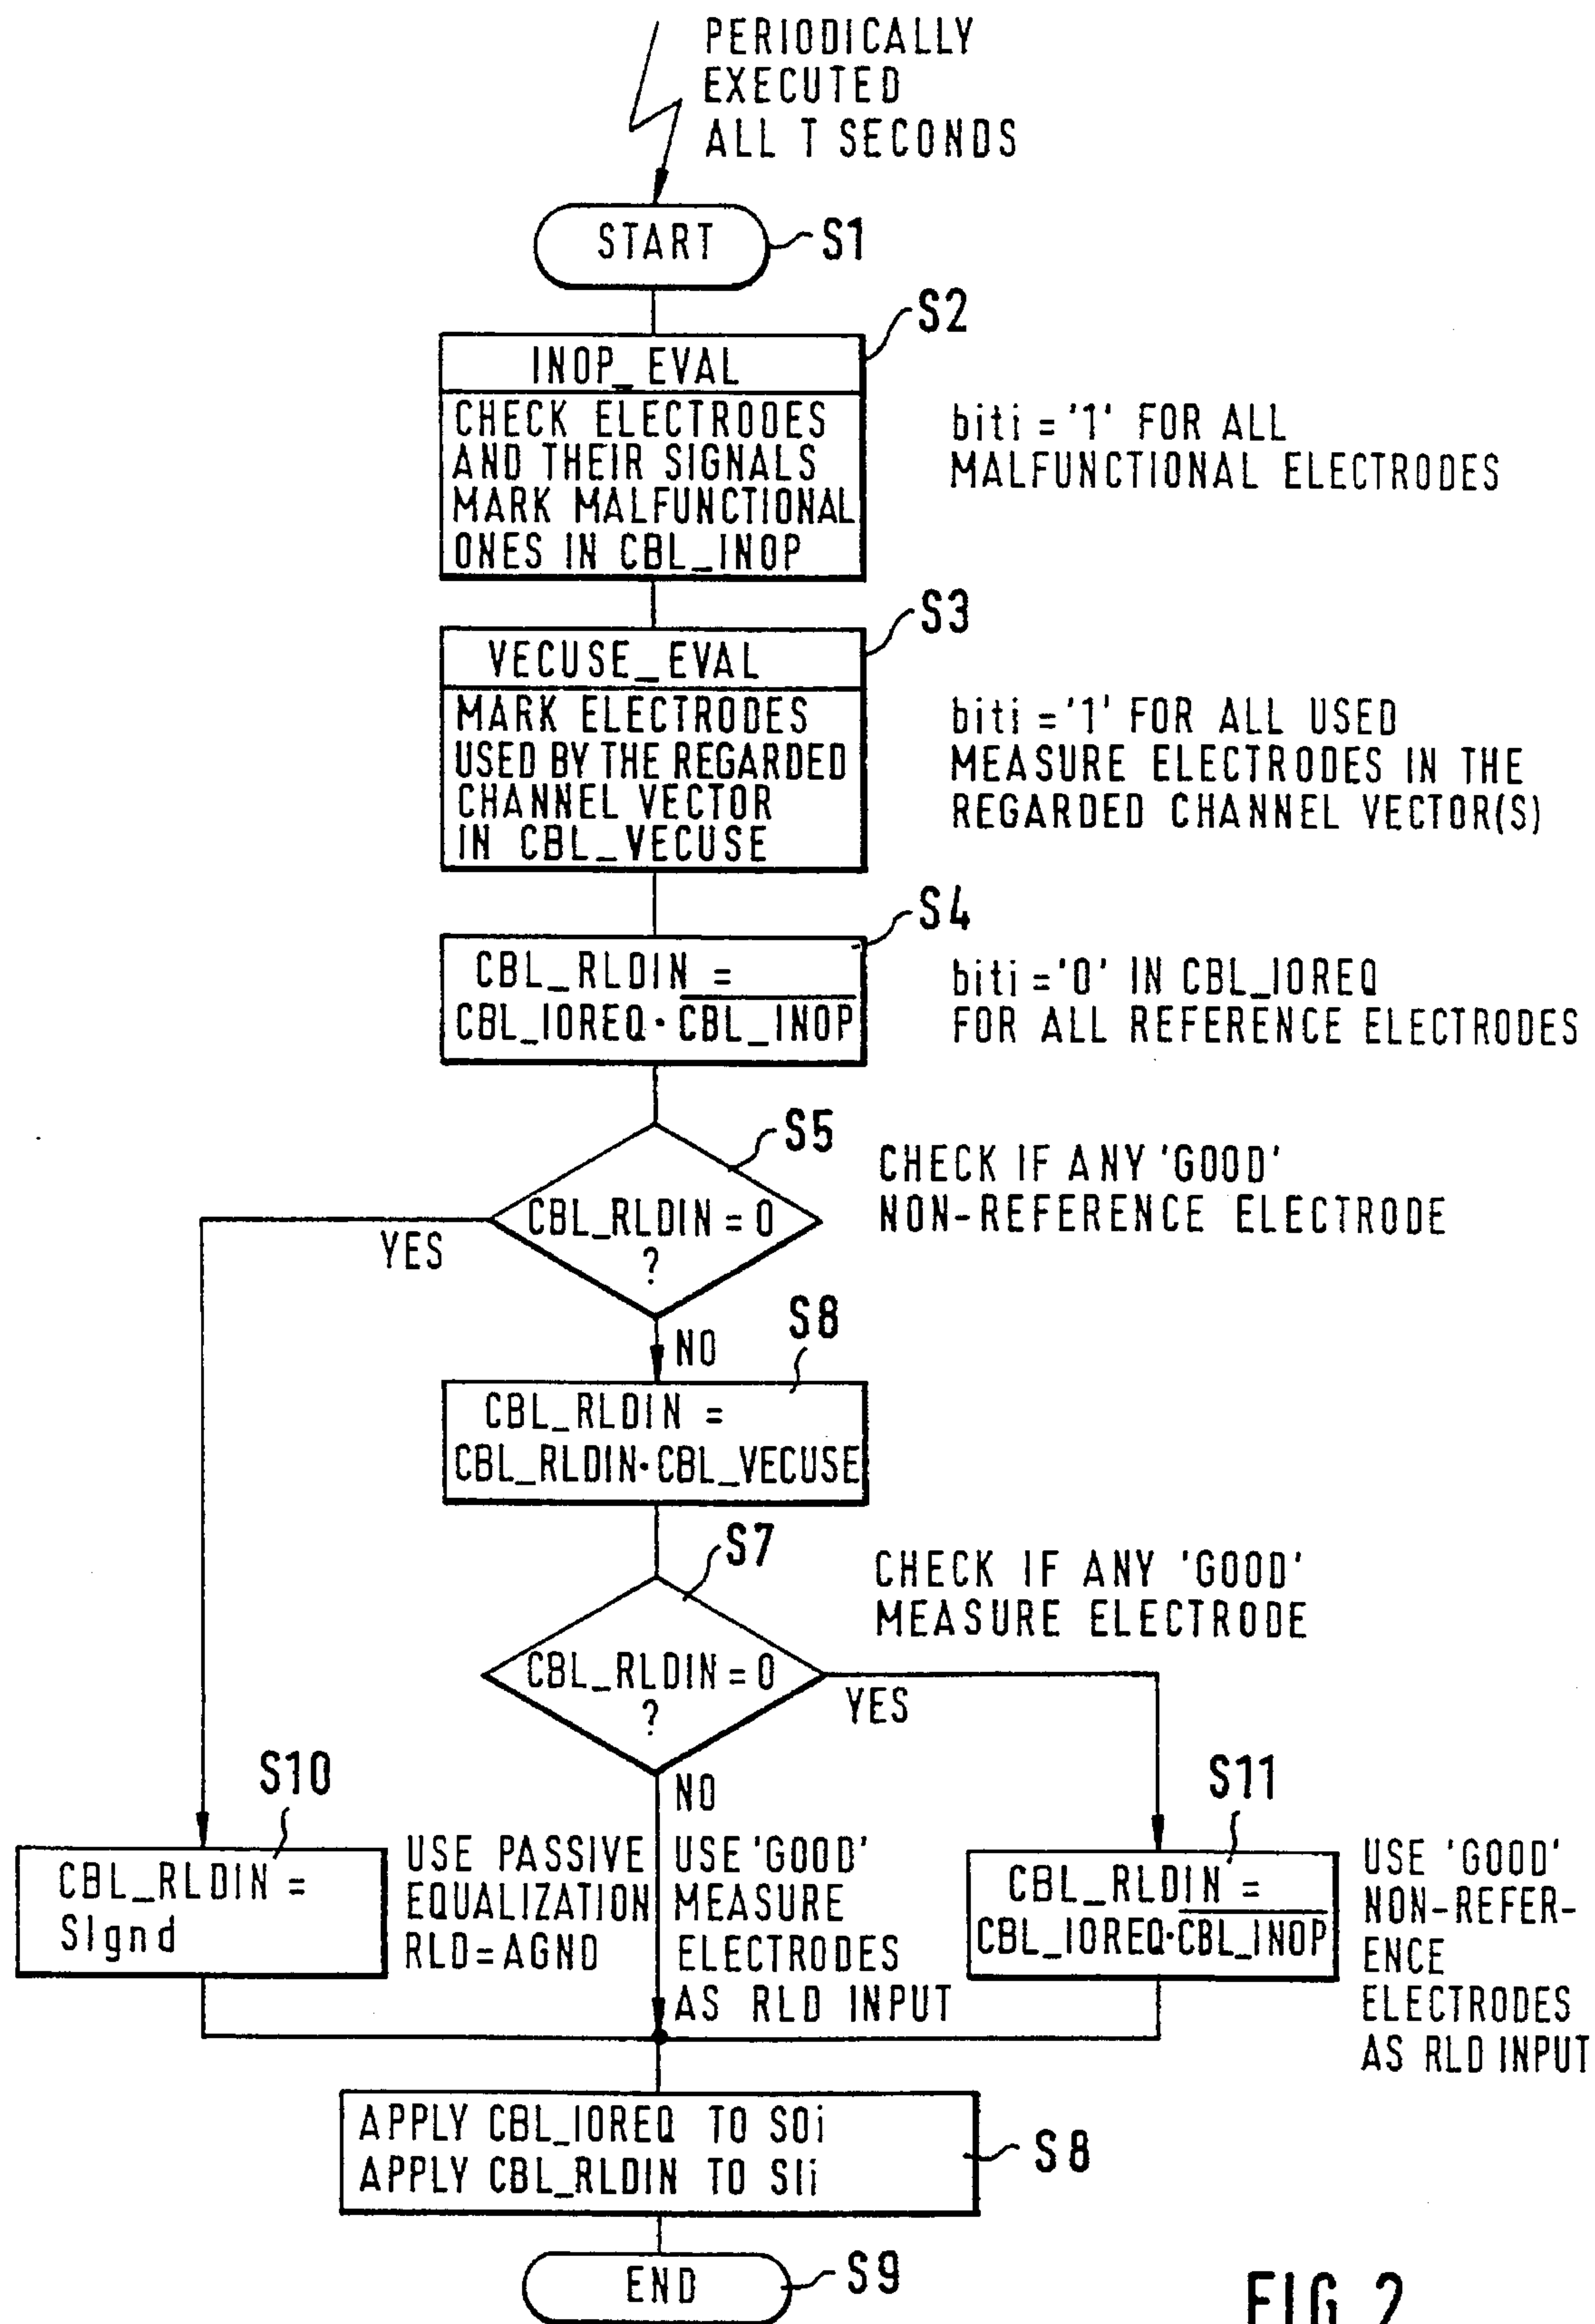 PERIODICALLY
EXECUTED
ALL T SECONDS
START
S1
S2
INOP_EVAL
CHECK ELECTRODES
AND THEIR SIGNALS
MARK MALFUNCTIONAL
ONES IN CBL_INOP
biti = '1' FOR ALL
MALFUNCTIONAL ELECTRODES
S3
VECUSE_EVAL
MARK ELECTRODES
USED BY THE REGARDED
CHANNEL VECTOR
IN CBL_VECUSE
biti = '1' FOR ALL USED
MEASURE ELECTRODES IN THE
REGARDED CHANNEL VECTOR(S)
S4
CBL_RLDIN =
CBL_IOREQ · C̅B̅L̅_̅I̅N̅O̅P̅
biti = '0' IN CBL_IOREQ
FOR ALL REFERENCE ELECTRODES
S5
CBL_RLDIN = 0
?
CHECK IF ANY 'GOOD'
NON-REFERENCE ELECTRODE
YES
NO
S8
CBL_RLDIN =
CBL_RLDIN · CBL_VECUSE
S7
CHECK IF ANY 'GOOD'
MEASURE ELECTRODE
CBL_RLDIN = 0
?
YES
NO
S10
CBL_RLDIN =
SIgnd
USE PASSIVE
EQUALIZATION
RLD=AGND
USE 'GOOD'
MEASURE
ELECTRODES
AS RLD INPUT
S11
CBL_RLDIN =
CBL_IOREQ · C̅B̅L̅_̅I̅N̅O̅P̅
USE 'GOOD'
NON-REFER-
ENCE
ELECTRODES
AS RLD INPUT
APPLY CBL_IOREQ TO SOi
APPLY CBL_RLDIN TO SIi
S8
END
S9
FIG. 2